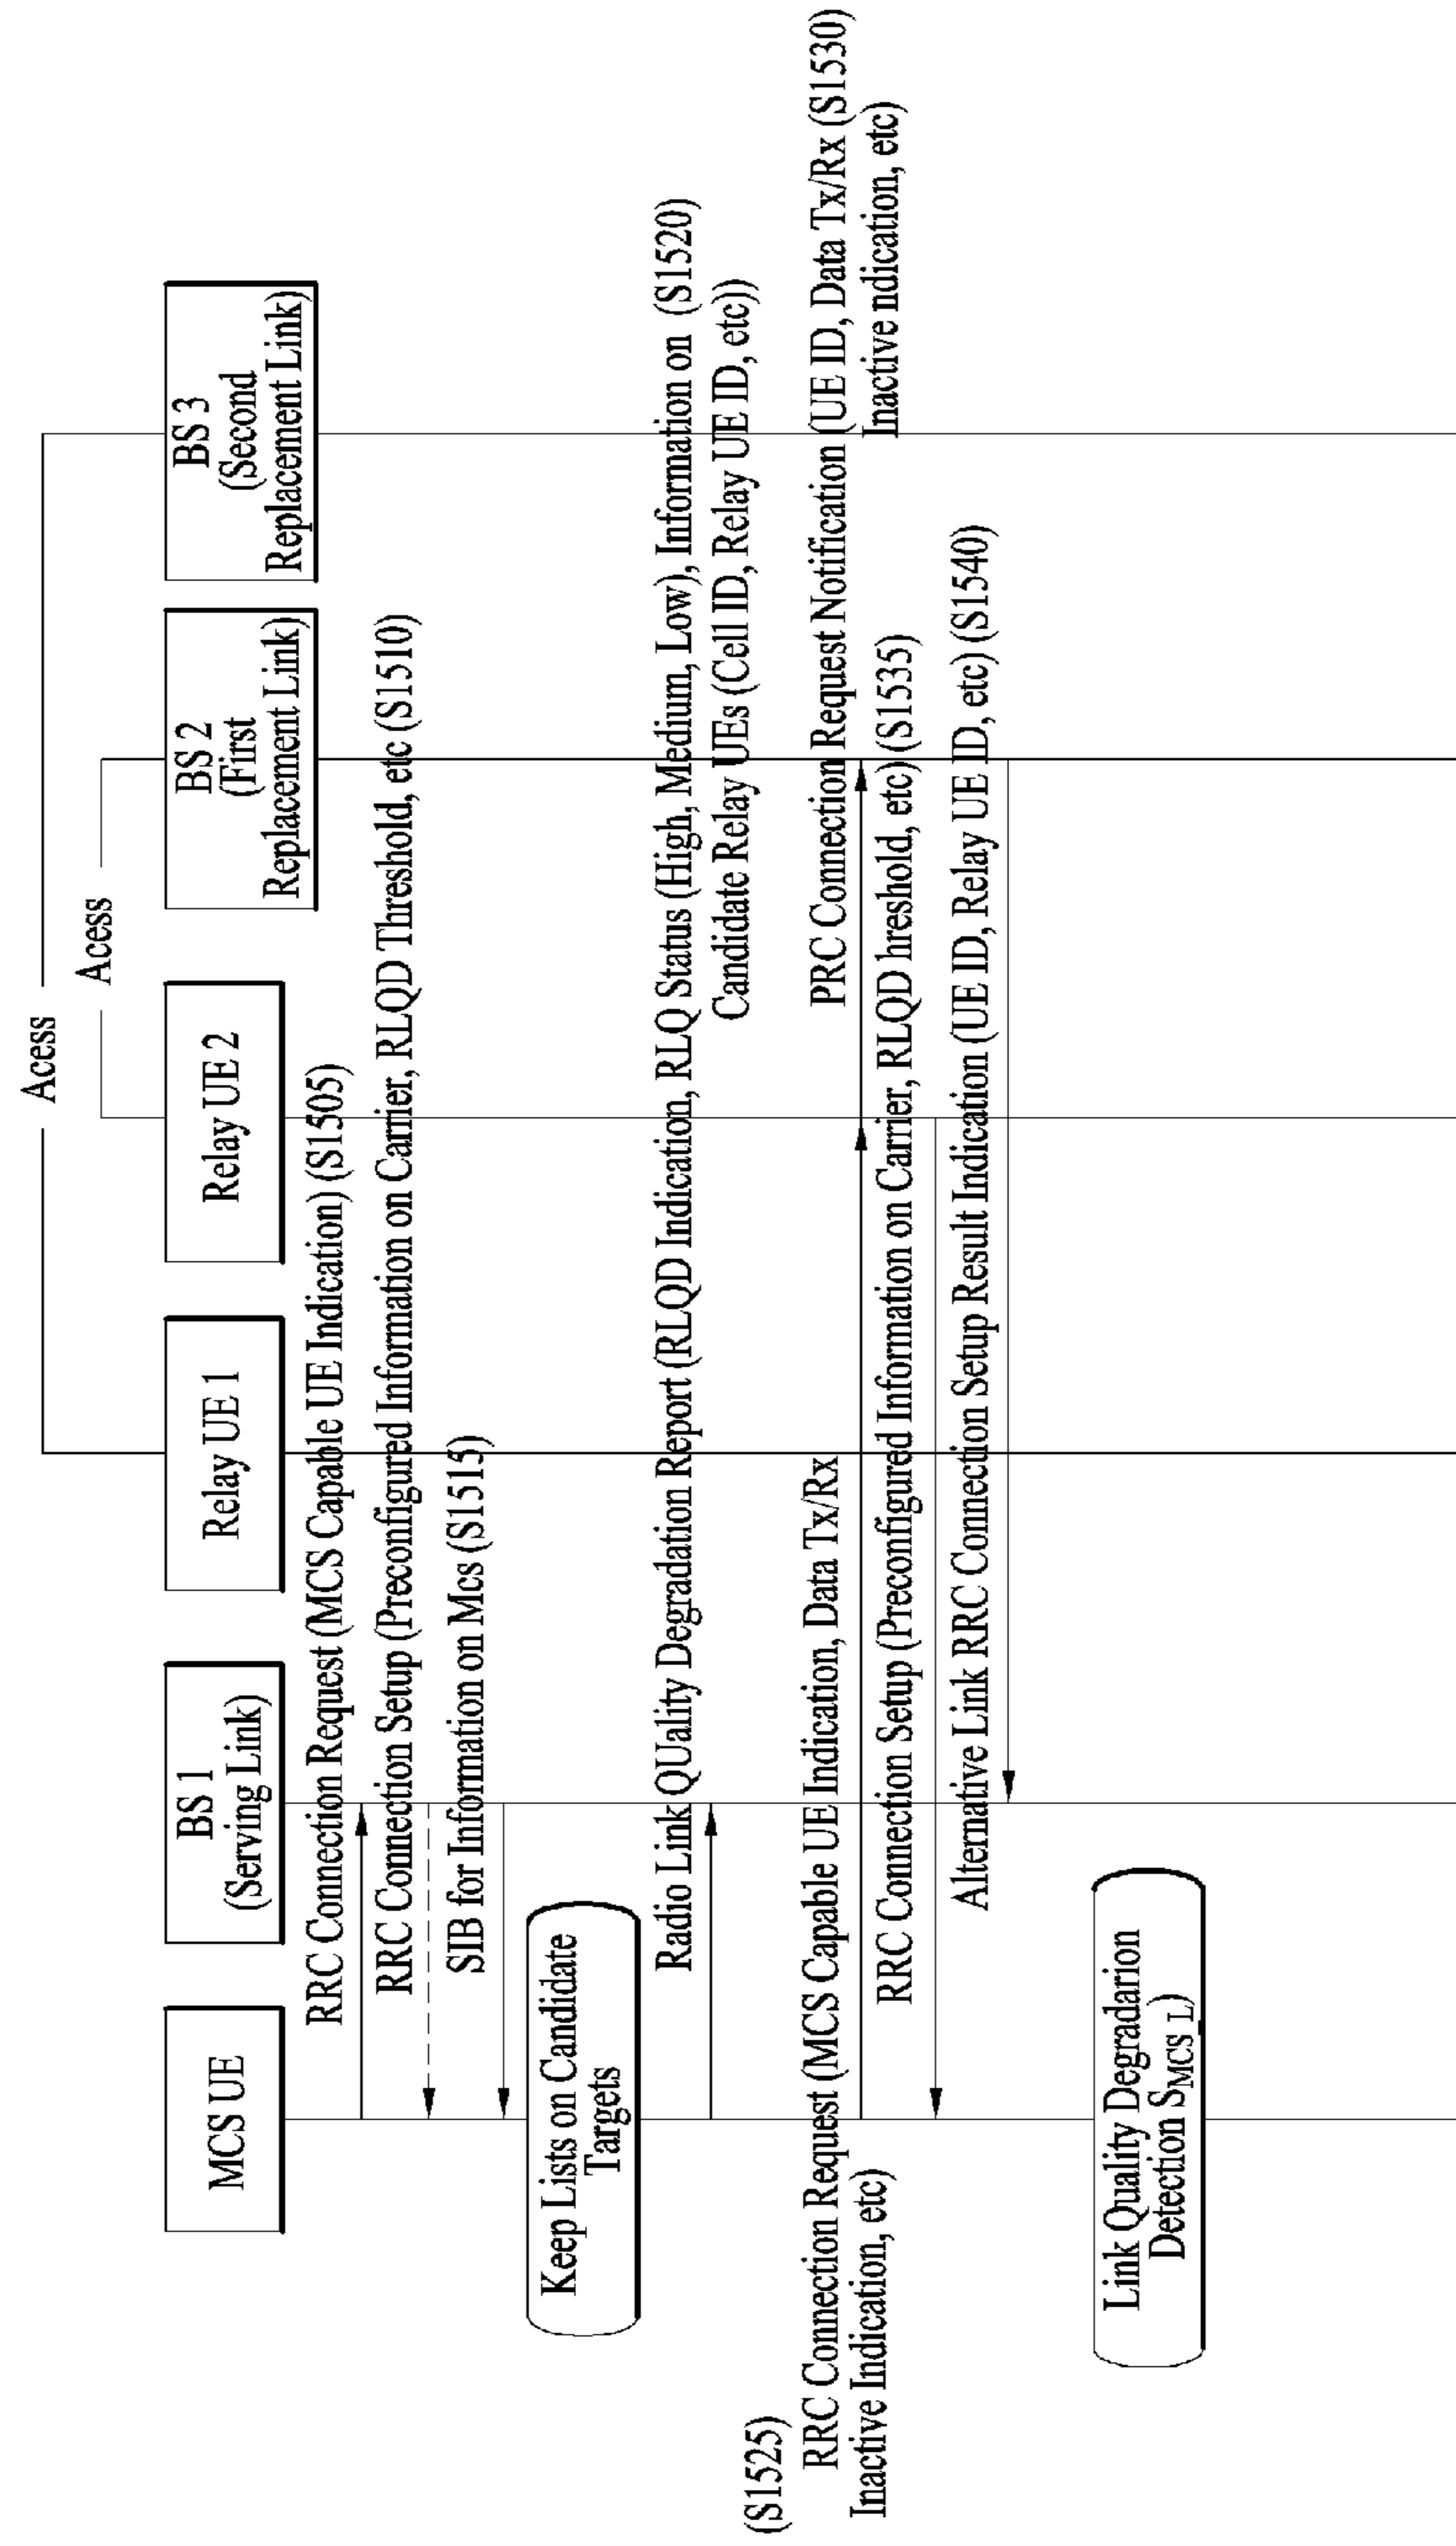 Acess
Acess
MCS UE
BS 1
(Serving Link)
Relay UE 1
Relay UE 2
BS 2
(First
Replacement Link)
BS 3
(Second
Replacement Link)
RRC Connection Request (MCS Capable UE Indication) (S1505)
RRC Connection Setup (Preconfigured Information on Carrier, RLQD Threshold, etc (S1510)
SIB for Information on Mcs (S1515)
Keep Lists on Candidate
Targets
Radio Link QUality Degradation Report (RLQD Indication, RLQ Status (High, Medium, Low), Information on (S1520)
Candidate Relay UEs (Cell ID, Relay UE ID, etc))
(S1525)
RRC Connection Request (MCS Capable UE Indication, Data Tx/Rx
Inactive Indication, etc)
PRC Connection Request Notification (UE ID, Data Tx/Rx (S1530)
Inactive ndication, etc)
RRC Connection Setup (Preconfigured Information on Carrier, RLQD hreshold, etc) (S1535)
Alternative Link RRC Connection Setup Result Indication (UE ID, Relay UE ID, etc) (S1540)
Link Quality Degradarion
Detection SMCS L)